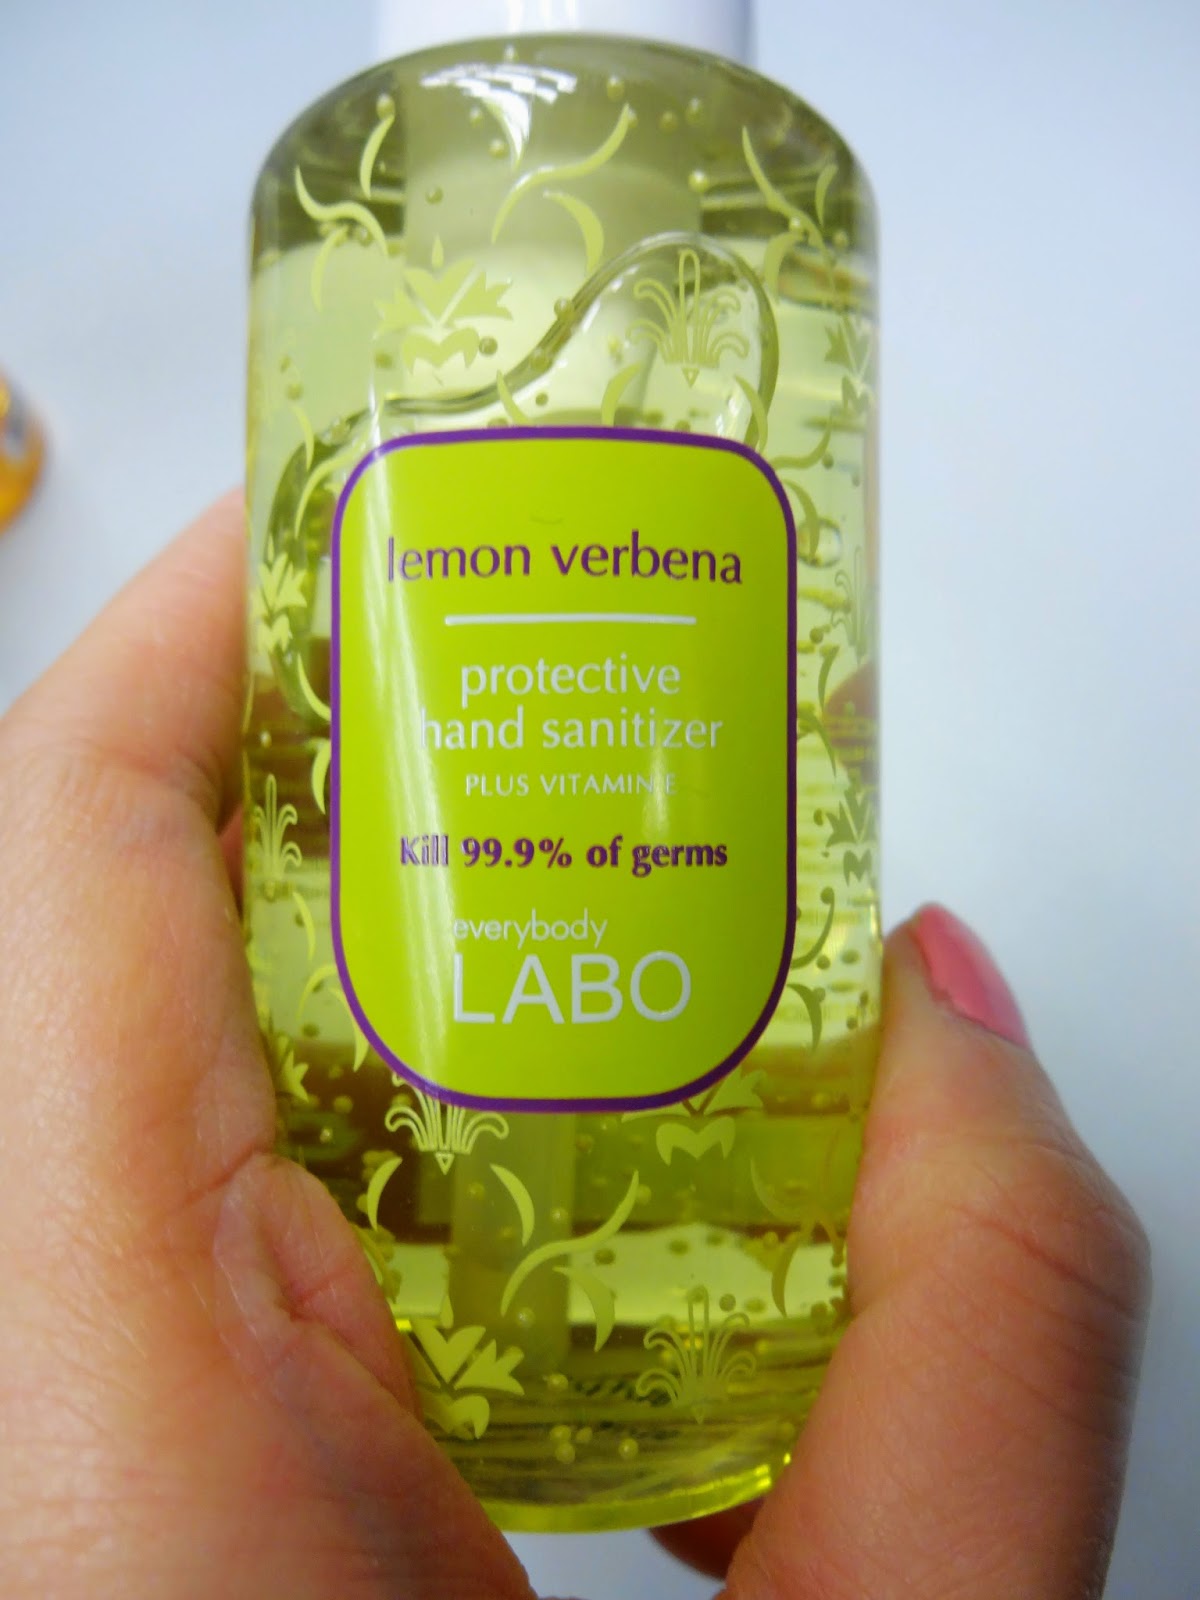 lemon verbena
protective
hand sanitizer
PLUS VITAMIN E
Kill 99.9% of germs
everybody
LABO